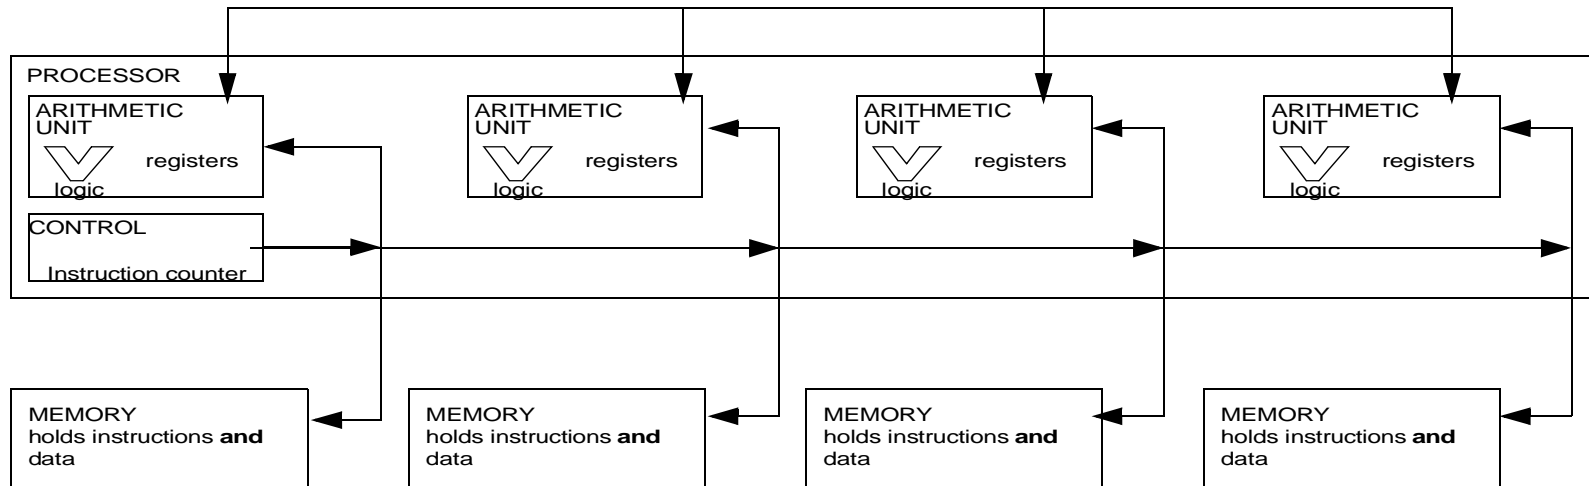 PROCESSOR
ARITHMETIC
UNIT
registers
logic
ARITHMETIC
UNIT
registers
logic
ARITHMETIC
UNIT
registers
logic
ARITHMETIC
UNIT
registers
logic
CONTROL
Instruction counter
MEMORY
holds instructions and
data
MEMORY
holds instructions and
data
MEMORY
holds instructions and
data
MEMORY
holds instructions and
data